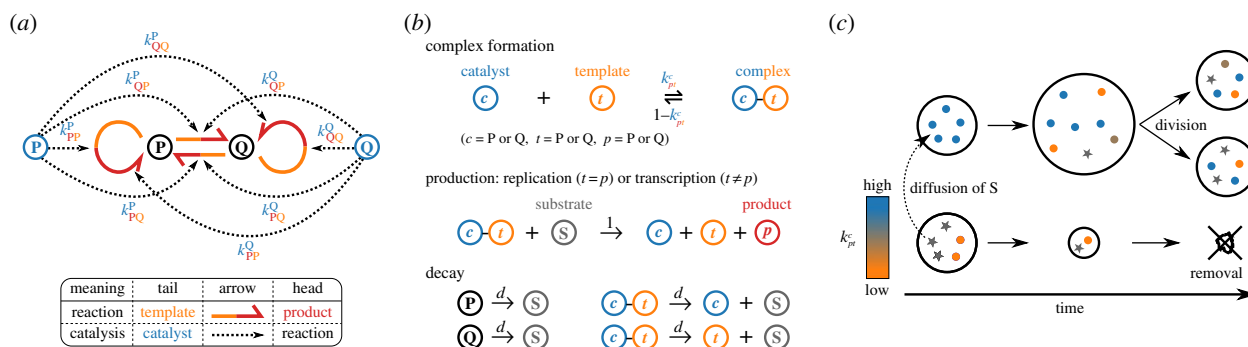 (a)
k^P_QQ
k^P_QP
k^Q_QP
k^P_PP
k^Q_QQ
P
P
Q
Q
k^P_PQ
k^Q_PQ
k^Q_PP
meaning tail arrow head
reaction template product
catalysis catalyst reaction
(b)
complex formation
catalyst template complex
c + t k^c_pt ⇌ 1–k^c_pt c-t
(c = P or Q, t = P or Q, p = P or Q)
production: replication (t = p) or transcription (t ≠ p)
substrate product
c-t + S 1 → c + t + p
decay
P d → S c-t d → c + S
Q d → S c-t d → t + S
(c)
division
high
diffusion of S
k^c_pt
low
removal
time